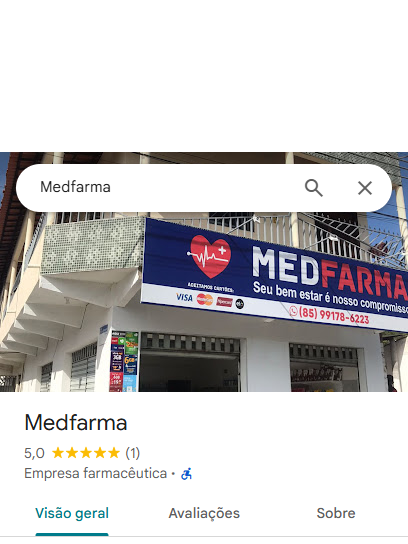 Medfarma
MEDFARMA
ACEITAMOS CARTÕES:
VISA
Seu bem estar é nosso compromisso
(85) 99178-6223
Medfarma
5,0 (1)
Empresa farmacêutica ·
Visão geral
Avaliações
Sobre